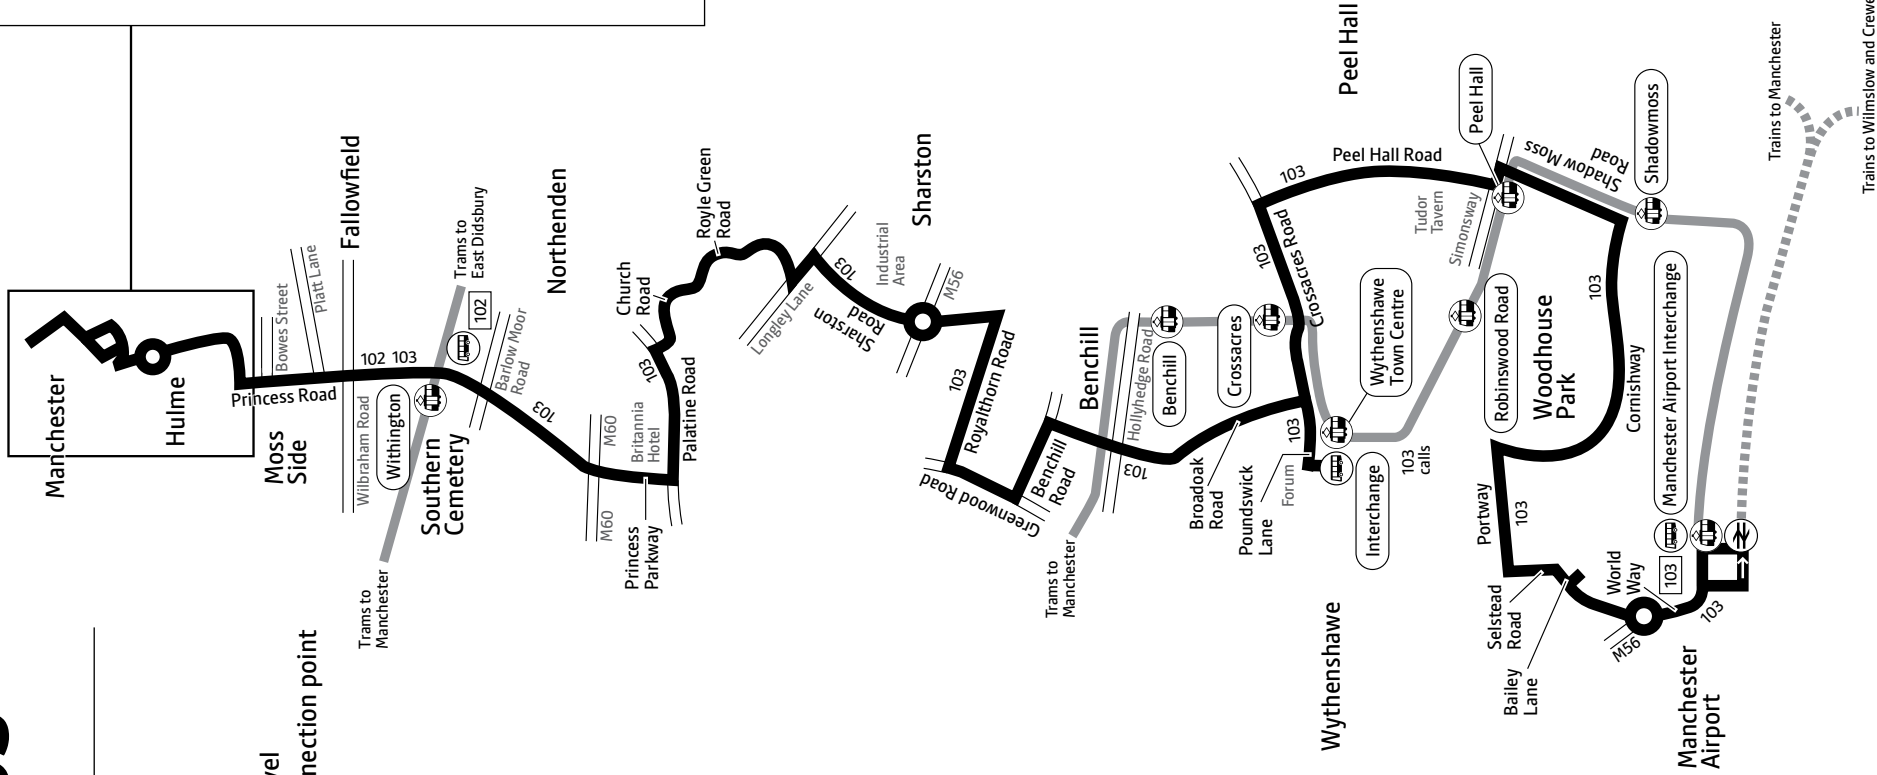 Manchester
Hulme
Moss
Side
Princess Road
Bowes Street
Platt Lane
Fallowfield
102 103
Wilbraham Road
Withington
Southern
Cemetery
Trams to
East Didsbury
102
Trams to
Manchester
Barlow Moor
Road
103
Northenden
M60
M60
Britannia
Hotel
Princess
Parkway
Palatine Road
103
Church
Road
Royle Green
Road
Longley Lane
103
Sharston
Road
Industrial
Area
Sharston
M56
103
Royalthorn Road
Greenwood Road
Benchill
Road
Benchill
Trams to
Manchester
Hollyhedge Road
103
Benchill
Crossacres
Broadoak
Road
Poundswick
Lane
Forum
103
Interchange
Wythenshawe
Town Centre
103
calls
Crossacres Road
103
103
Peel Hall Road
Peel Hall
Peel Hall
Tudor
Tavern
Simonsway
Shadow Moss
Road
Shadowmoss
Robinswood Road
Woodhouse
Park
103
Cornishway
Portway
103
Selstead
Road
Bailey
Lane
World
Way
103
103
M56
Manchester Airport Interchange
Manchester
Airport
Wythenshawe
Trains to Manchester
Trains to Wilmslow and Crewe
vel
nection point